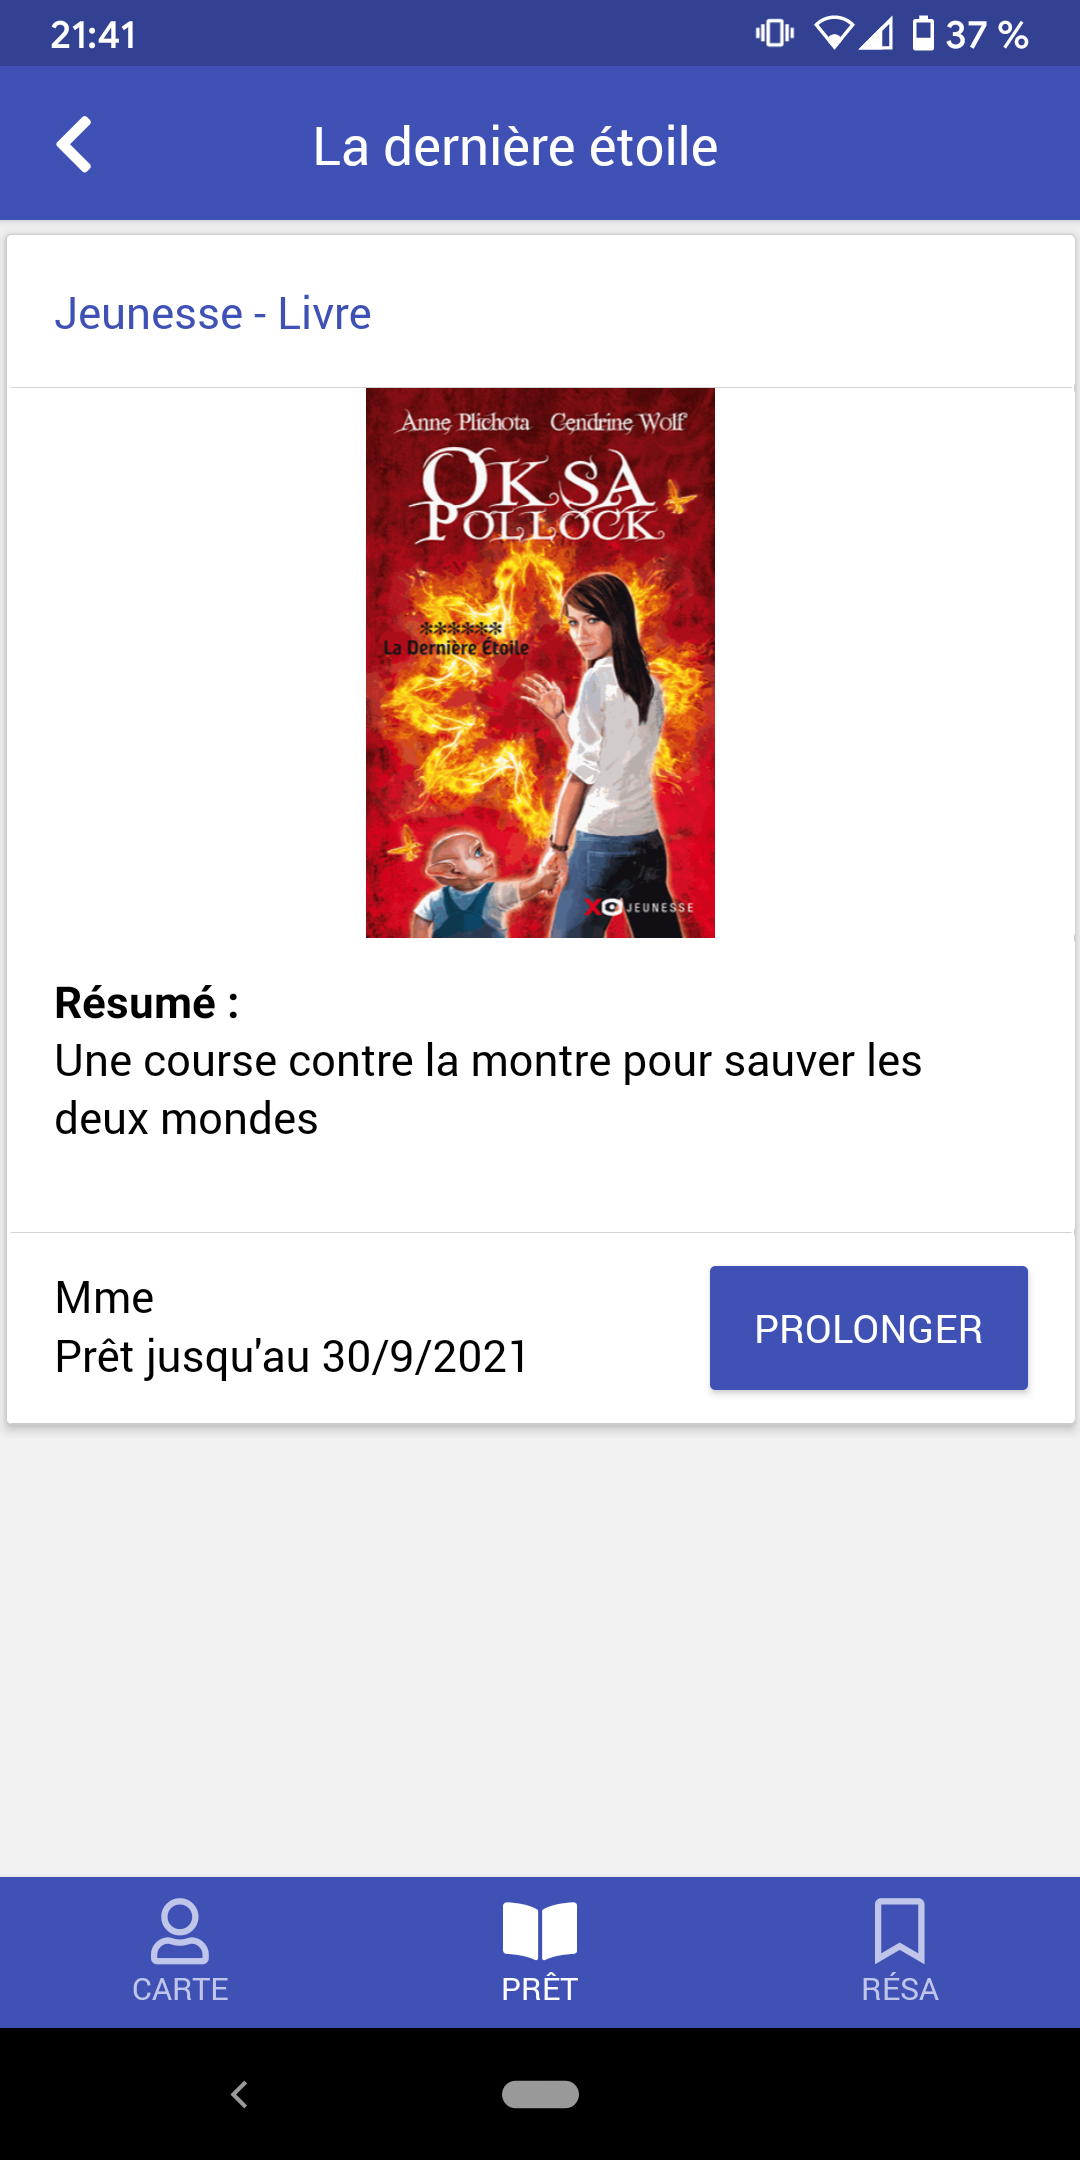 21:41
37 %
La dernière étoile
Jeunesse - Livre
Anne Plichota Cendrine Wolf
OKSA
POLLOCK
******
La Dernière Étoile
XO JEUNESSE
Résumé :
Une course contre la montre pour sauver les
deux mondes
Mme
Prêt jusqu'au 30/9/2021
PROLONGER
CARTE
PRÊT
RÉSA